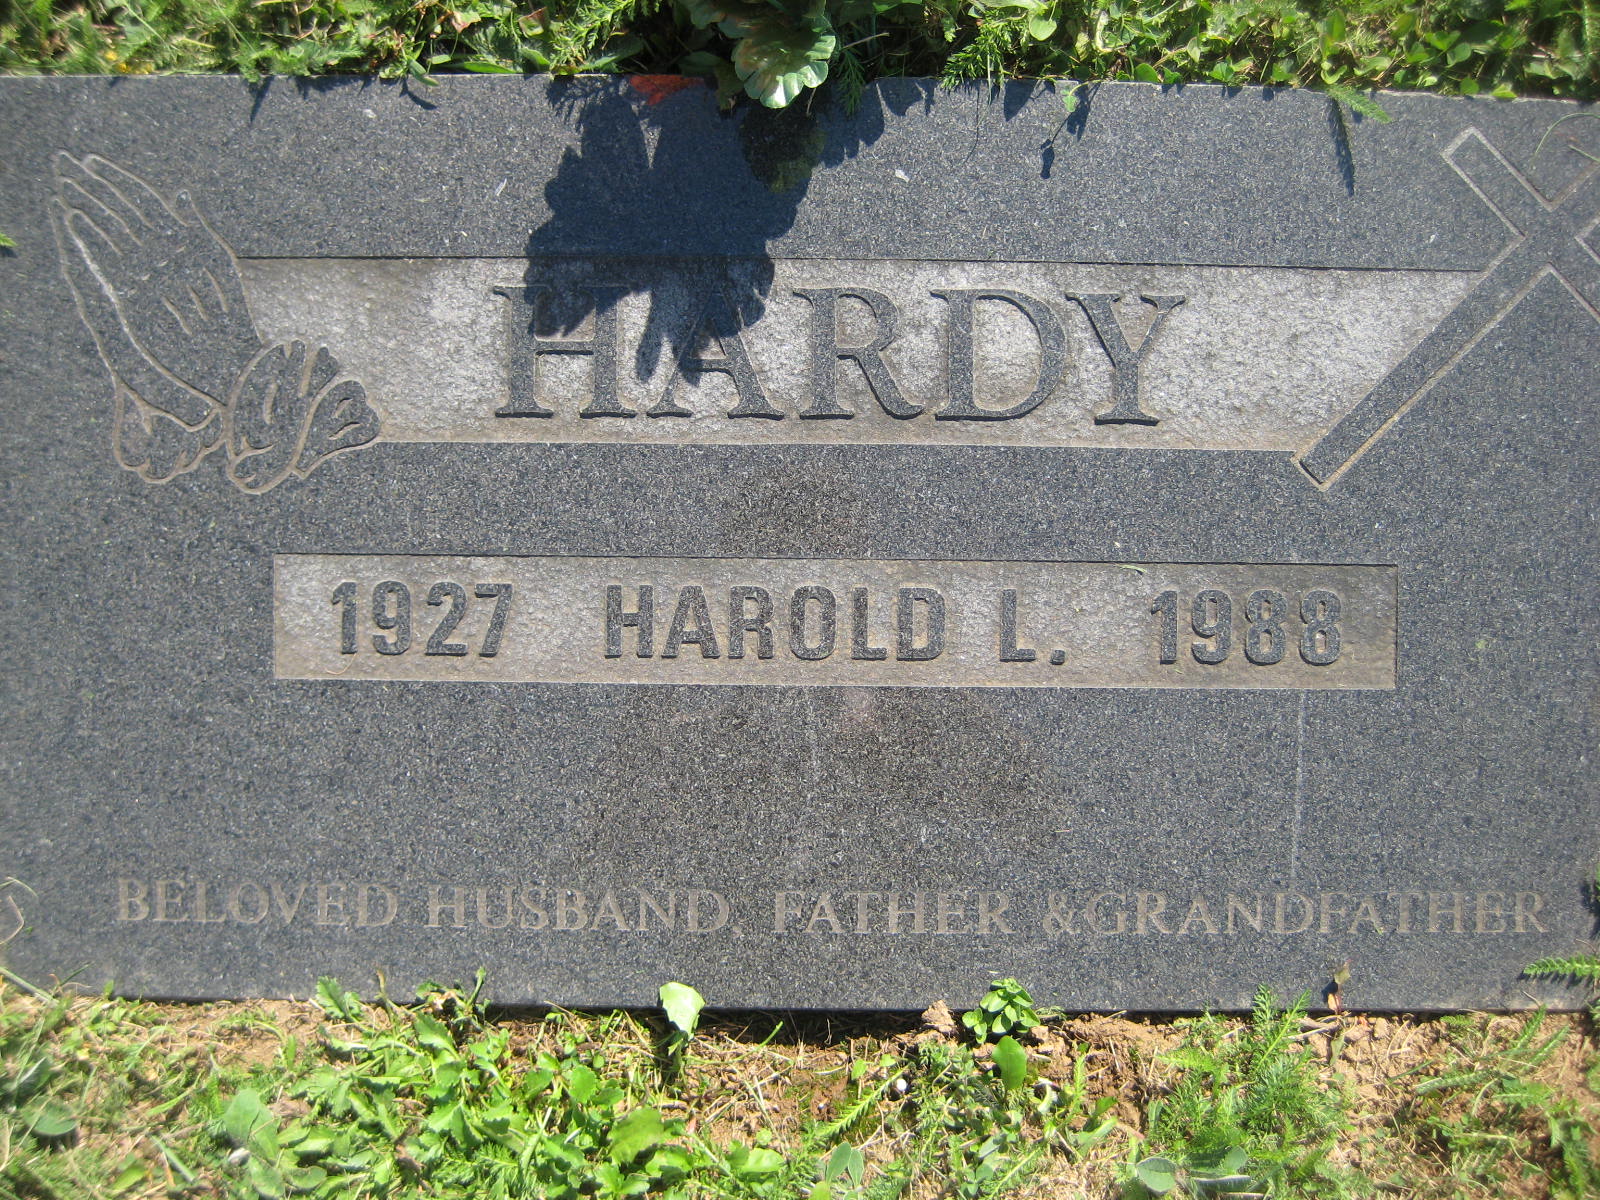 HARDY
1927 HAROLD L. 1988
BELOVED HUSBAND, FATHER & GRANDFATHER